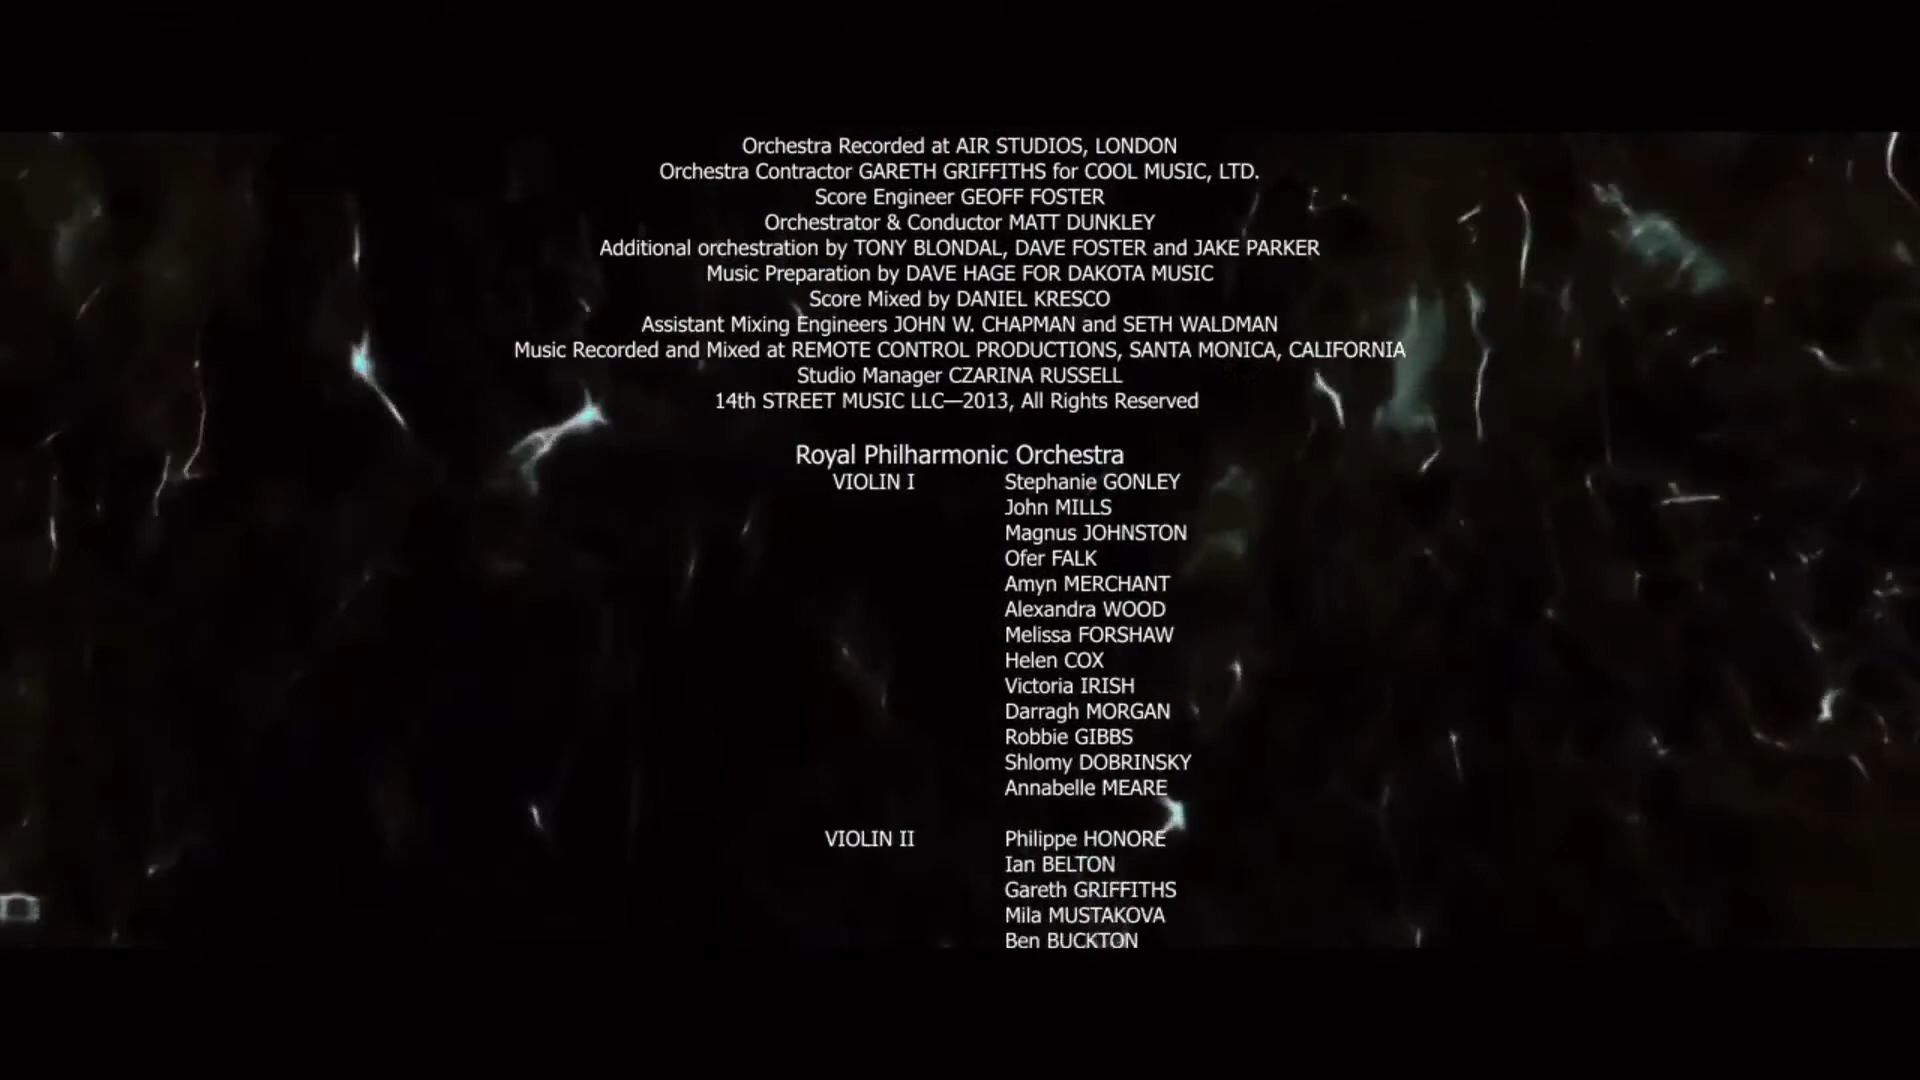 Orchestra Recorded at AIR STUDIOS, LONDON
Orchestra Contractor GARETH GRIFFITHS for COOL MUSIC, LTD.
Score Engineer GEOFF FOSTER
Orchestrator & Conductor MATT DUNKLEY
Additional orchestration by TONY BLONDAL, DAVE FOSTER and JAKE PARKER
Music Preparation by DAVE HAGE FOR DAKOTA MUSIC
Score Mixed by DANIEL KRESCO
Assistant Mixing Engineers JOHN W. CHAPMAN and SETH WALDMAN
Music Recorded and Mixed at REMOTE CONTROL PRODUCTIONS, SANTA MONICA, CALIFORNIA
Studio Manager CZARINA RUSSELL
14th STREET MUSIC LLC—2013, All Rights Reserved
Royal Philharmonic Orchestra
VIOLIN I Stephanie GONLEY
John MILLS
Magnus JOHNSTON
Ofer FALK
Amyn MERCHANT
Alexandra WOOD
Melissa FORSHAW
Helen COX
Victoria IRISH
Darragh MORGAN
Robbie GIBBS
Shlomy DOBRINSKY
Annabelle MEARE
VIOLIN II Philippe HONORE
Ian BELTON
Gareth GRIFFITHS
Mila MUSTAKOVA
Ben BUCKTON